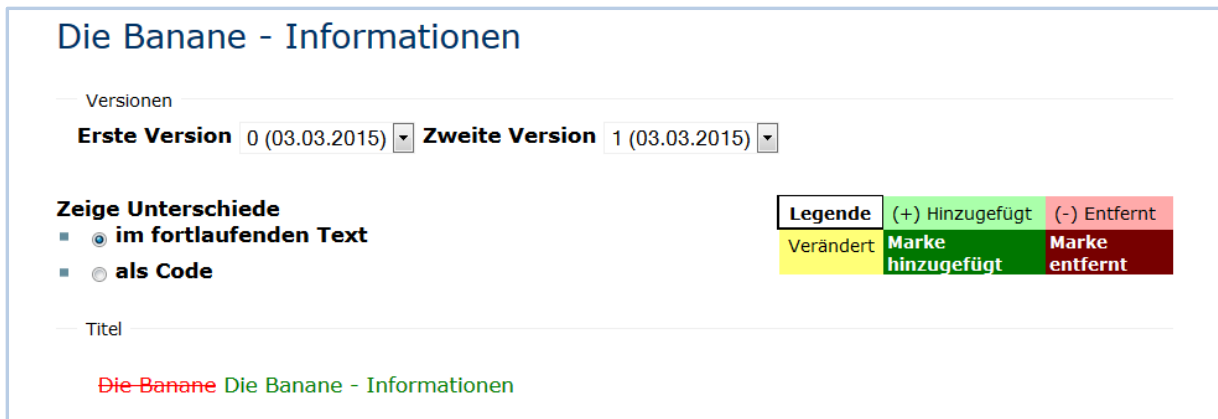 Die Banane - Informationen
Versionen
Erste Version 0 (03.03.2015) Zweite Version 1 (03.03.2015)
Zeige Unterschiede
im fortlaufenden Text
als Code
Legende (+) Hinzugefügt (-) Entfernt
Verändert Marke hinzugefügt Marke entfernt
Titel
Die Banane Die Banane - Informationen